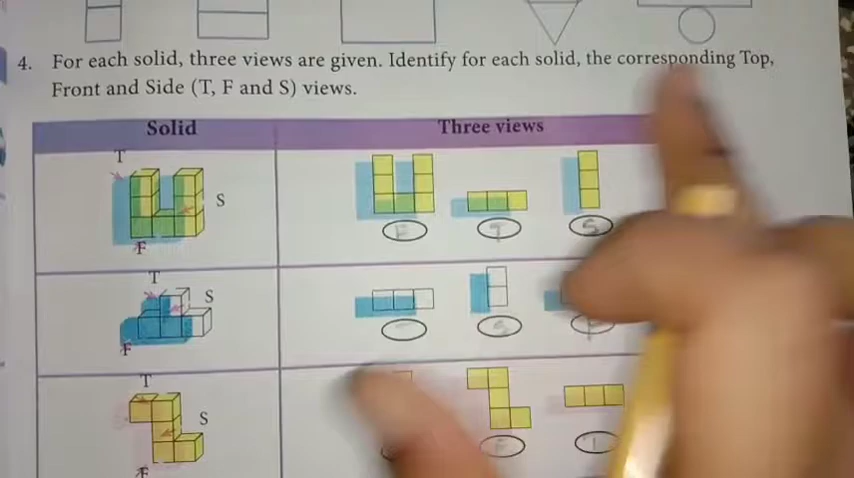 4. For each solid, three views are given. Identify for each solid, the corresponding Top,
Front and Side (T, F and S) views.
Solid Three views
T
S
F
F T S
T
S
F
S F
T
S
F
F T